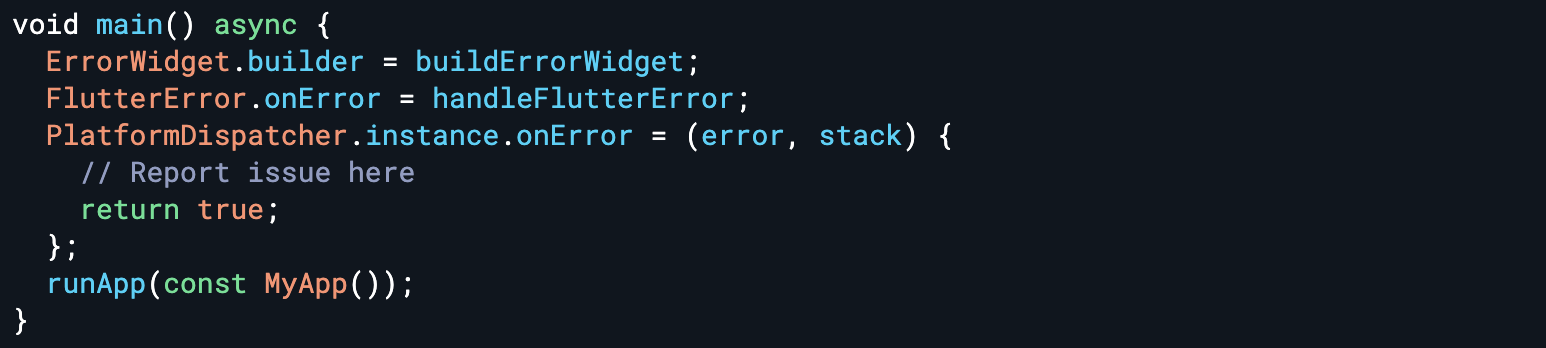 void main() async {
  ErrorWidget.builder = buildErrorWidget;
  FlutterError.onError = handleFlutterError;
  PlatformDispatcher.instance.onError = (error, stack) {
    // Report issue here
    return true;
  };
  runApp(const MyApp());
}